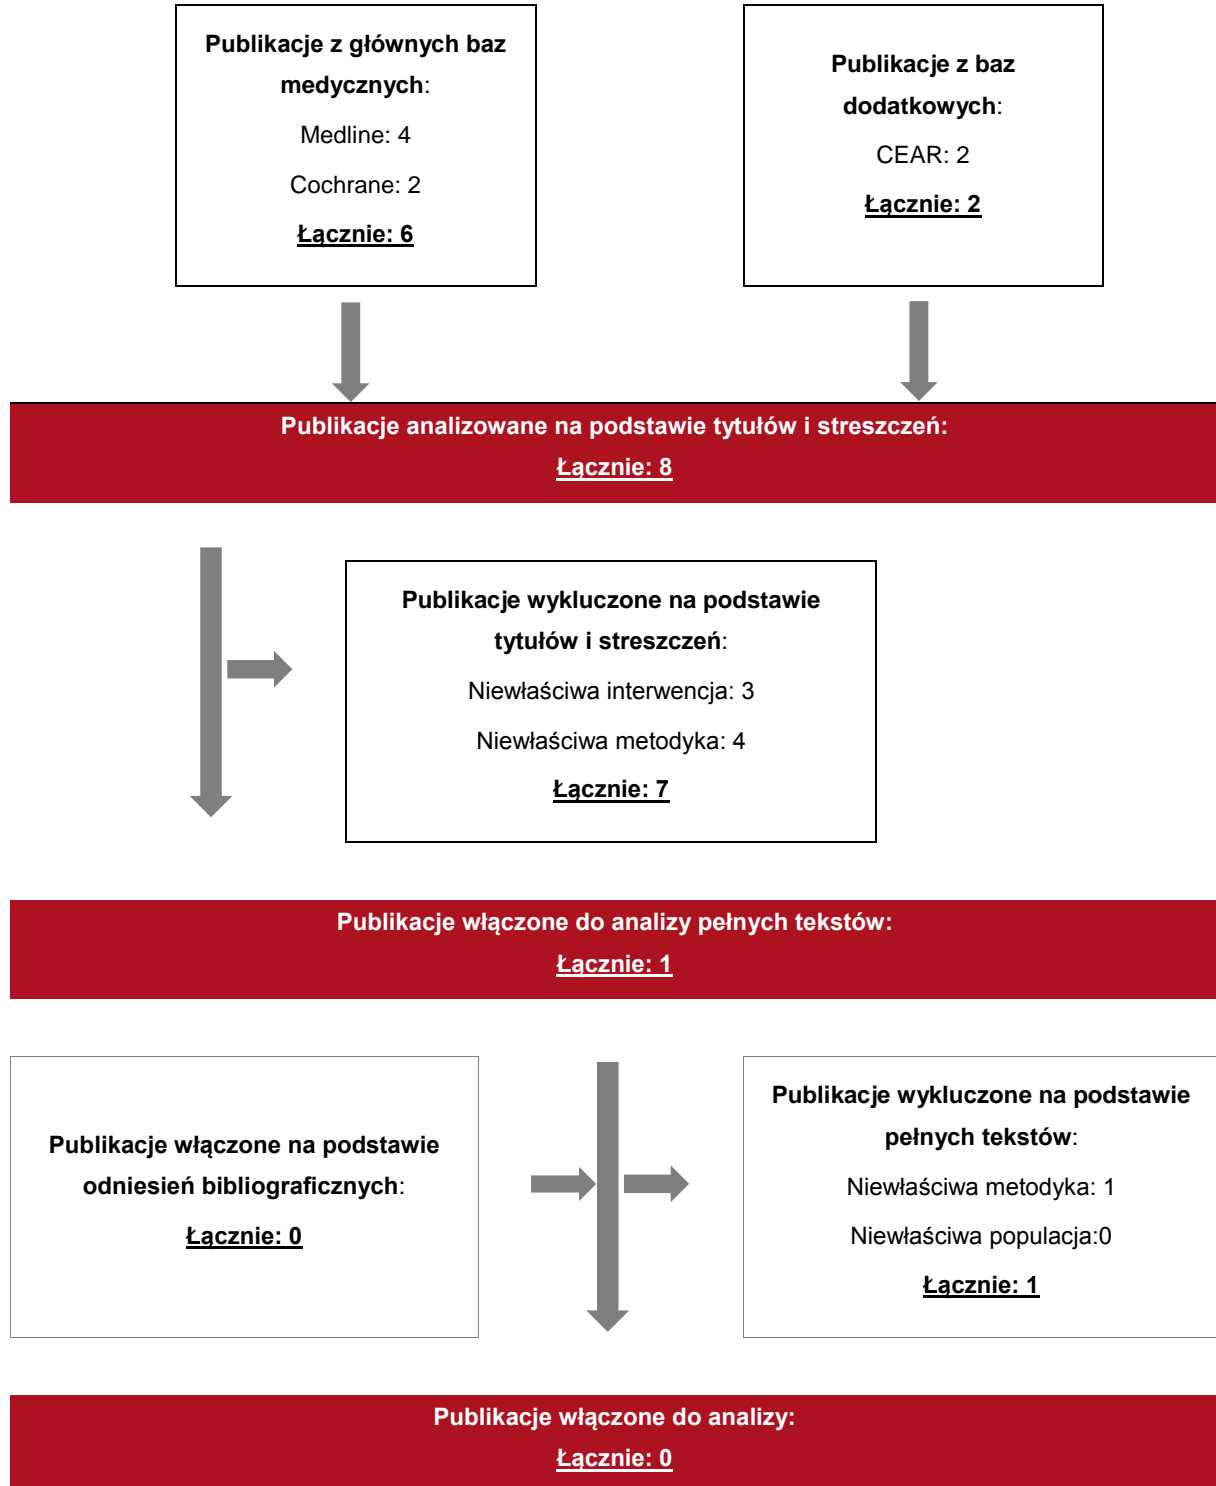 Publikacje z głównych baz
medycznych:
Medline: 4
Cochrane: 2
Łącznie: 6
Publikacje z baz
dodatkowych:
CEAR: 2
Łącznie: 2
Publikacje analizowane na podstawie tytułów i streszczeń:
Łącznie: 8
Publikacje wykluczone na podstawie
tytułów i streszczeń:
Niewłaściwa interwencja: 3
Niewłaściwa metodyka: 4
Łącznie: 7
Publikacje włączone do analizy pełnych tekstów:
Łącznie: 1
Publikacje włączone na podstawie
odniesień bibliograficznych:
Łącznie: 0
Publikacje wykluczone na podstawie
pełnych tekstów:
Niewłaściwa metodyka: 1
Niewłaściwa populacja:0
Łącznie: 1
Publikacje włączone do analizy:
Łącznie: 0